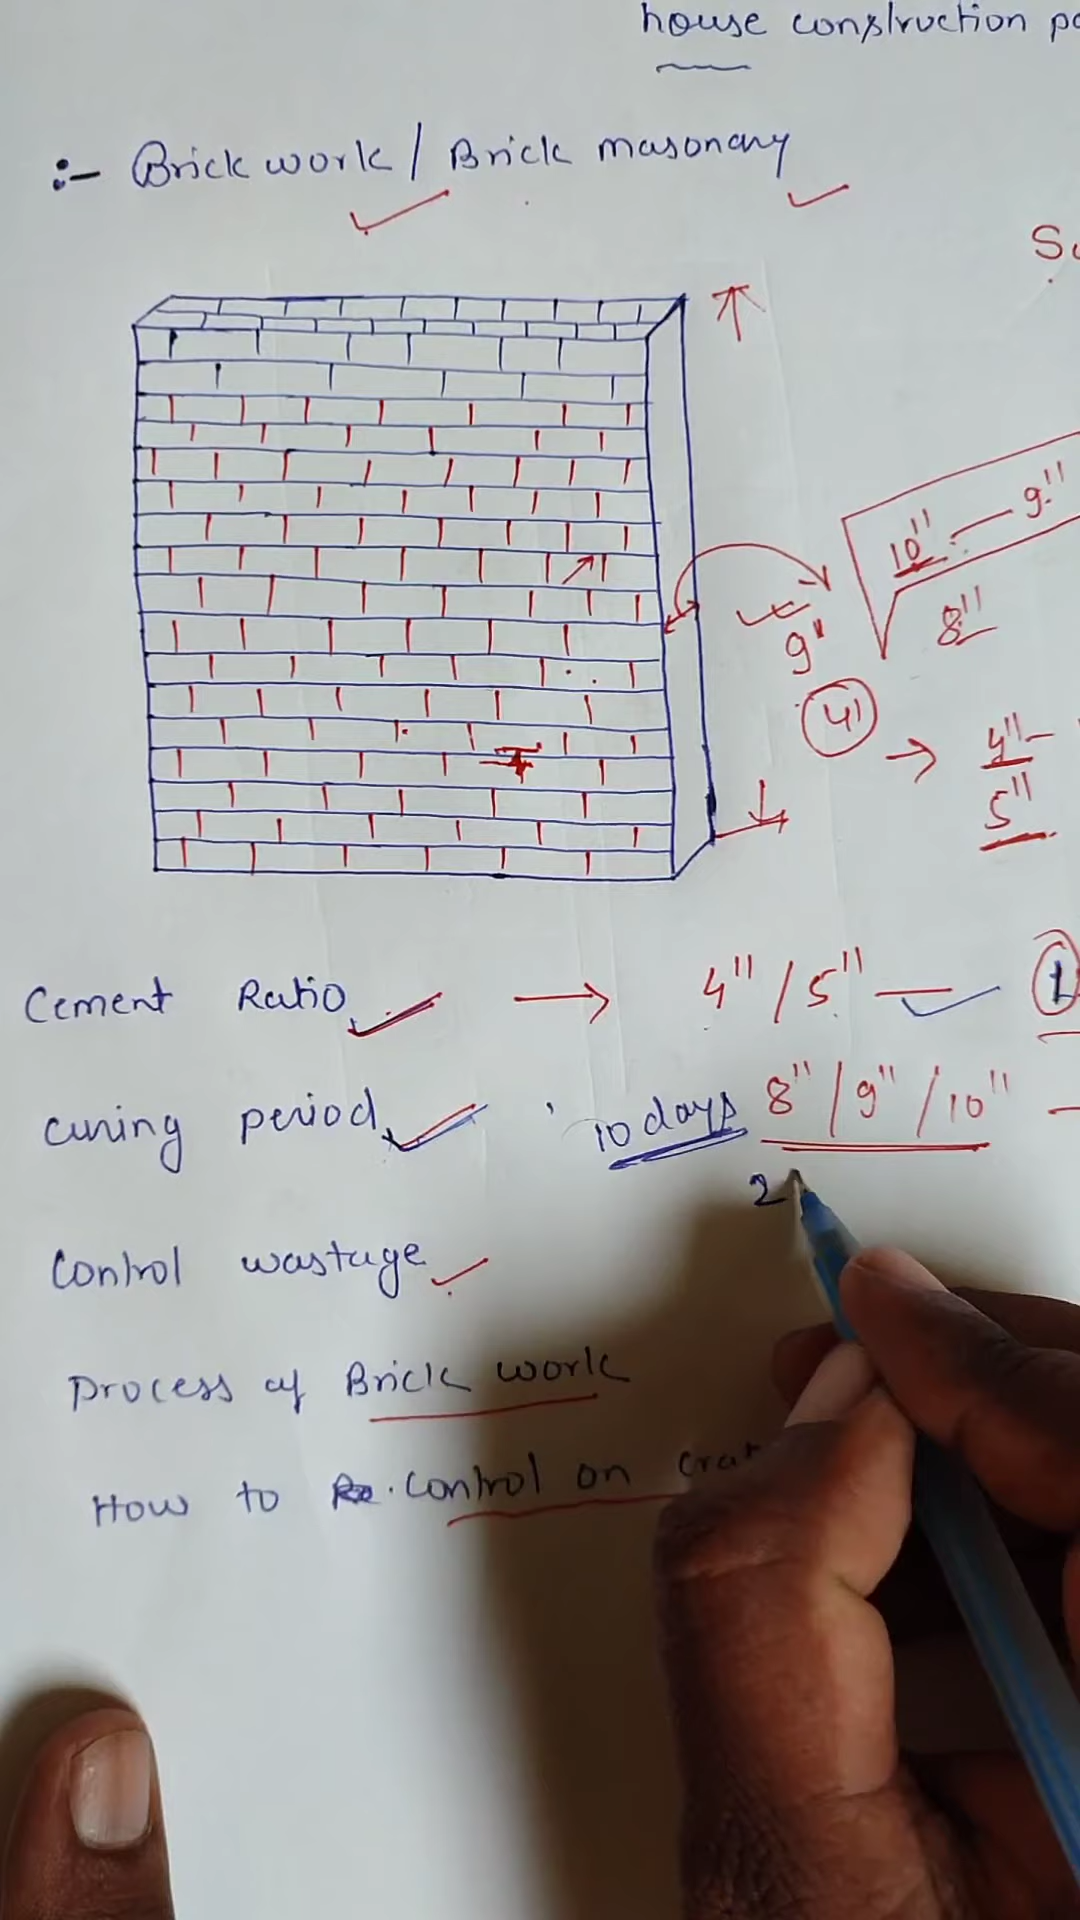 house construction
:- Brick work / Brick masonary
10" 9"
8"
9"
4'
4"
5"
Cement Ratio → 4" / 5" —
curing period 10 days 8" / 9" / 10" —
2
Control wastage
Process of Brick work
How to control on